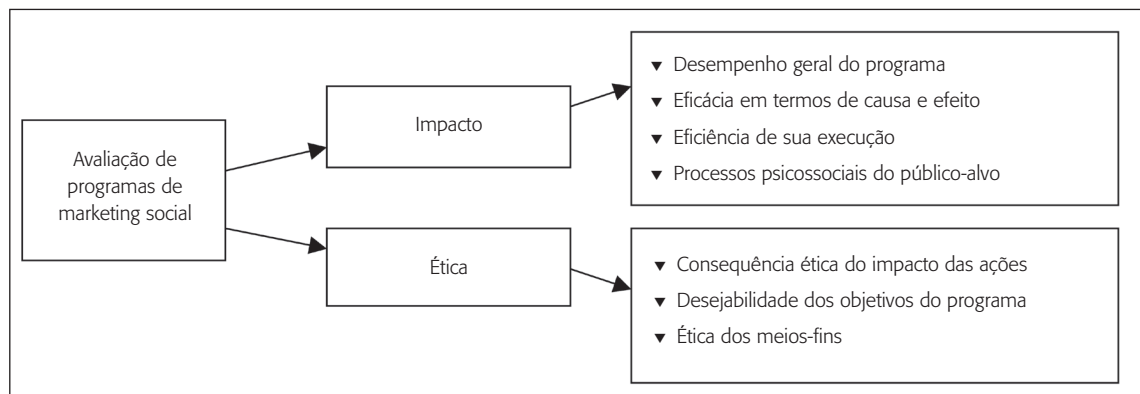 Avaliação de
programas de
marketing social
Impacto
▼ Desempenho geral do programa
▼ Eficácia em termos de causa e efeito
▼ Eficiência de sua execução
▼ Processos psicossociais do público-alvo
Ética
▼ Consequência ética do impacto das ações
▼ Desejabilidade dos objetivos do programa
▼ Ética dos meios-fins